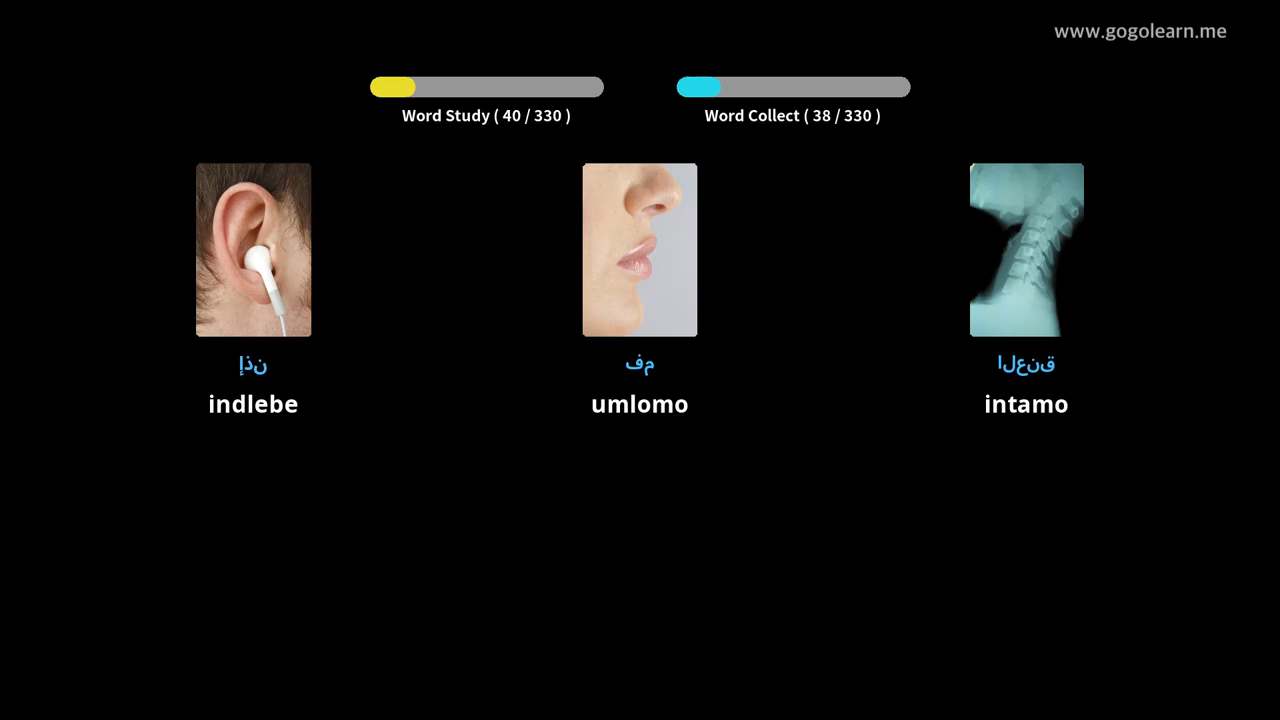 www.gogolearn.me
Word Study ( 40 / 330 )
Word Collect ( 38 / 330 )
إذن
فم
العنق
indlebe
umlomo
intamo